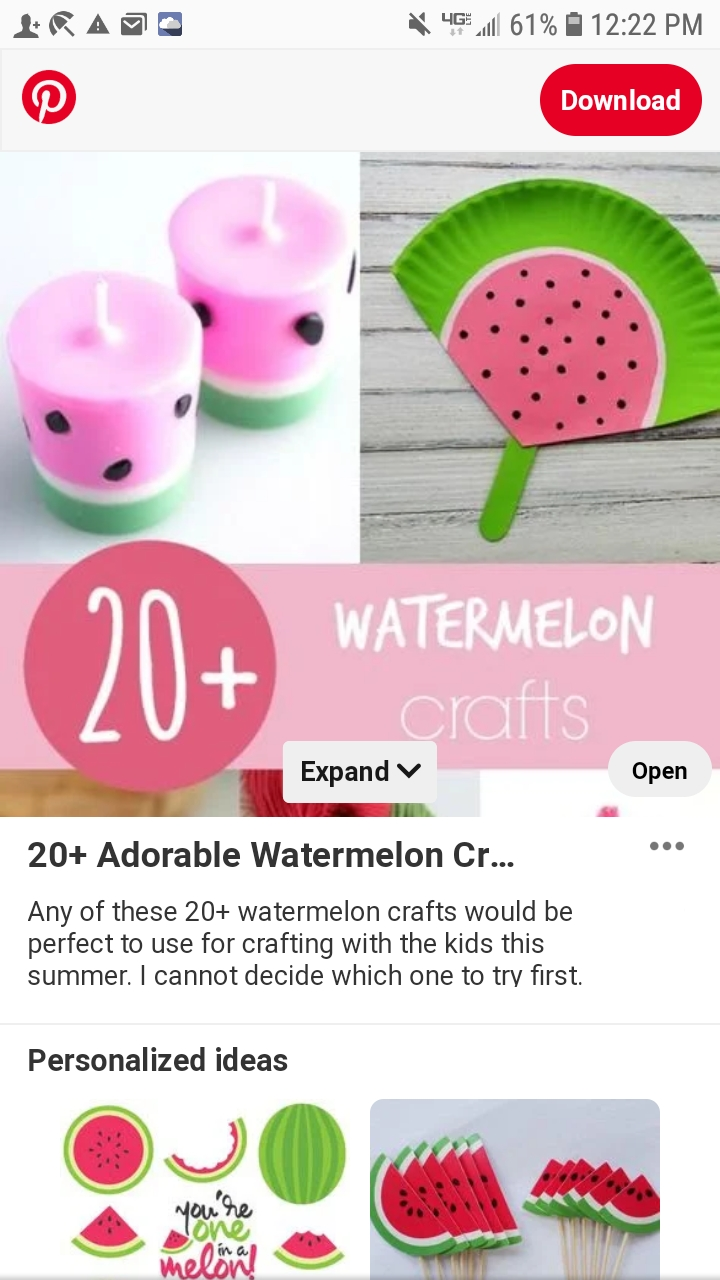 4G LTE 61% 12:22 PM
Download
20+
WATERMELON
crafts
Expand
Open
20+ Adorable Watermelon Cr...
Any of these 20+ watermelon crafts would be
perfect to use for crafting with the kids this
summer. I cannot decide which one to try first.
Personalized ideas
you're
one
in a
melon!